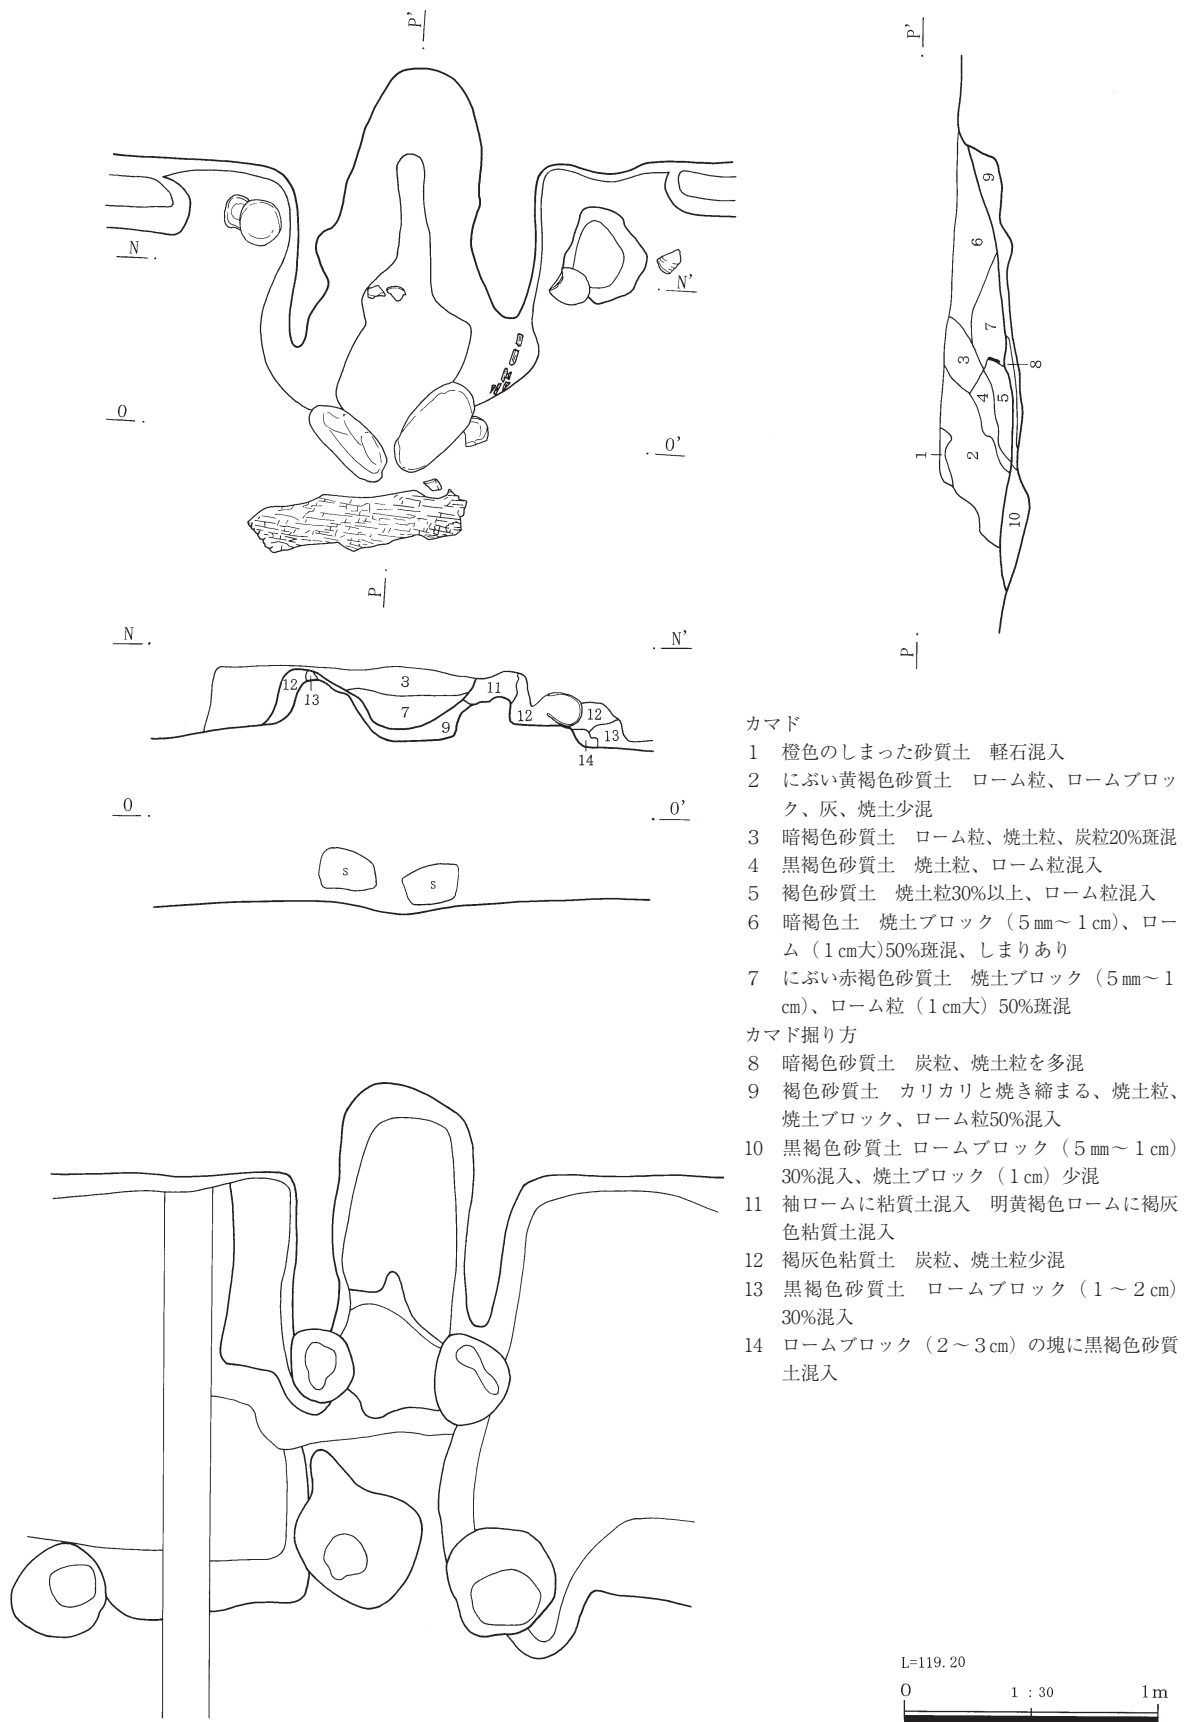 P'
P'
N
N'
O
O'
P
9
6
7
3
8
4
5
1
2
10
P
N
N'
12
13
3
7
9
11
12
12
13
14
O
O'
S
S
カマド
1 橙色のしまった砂質土 軽石混入
2 にぶい黄褐色砂質土 ローム粒、ロームブロッ
ク、灰、焼土少混
3 暗褐色砂質土 ローム粒、焼土粒、炭粒20%斑混
4 黒褐色砂質土 焼土粒、ローム粒混入
5 褐色砂質土 焼土粒30%以上、ローム粒混入
6 暗褐色土 焼土ブロック（5㎜～1㎝）、ロー
ム（1㎝大）50%斑混、しまりあり
7 にぶい赤褐色砂質土 焼土ブロック（5㎜～1
㎝）、ローム粒（1㎝大）50%斑混
カマド掘り方
8 暗褐色砂質土 炭粒、焼土粒を多混
9 褐色砂質土 カリカリと焼き締まる、焼土粒、
焼土ブロック、ローム粒50%混入
10 黒褐色砂質土 ロームブロック（5㎜～1㎝）
30%混入、焼土ブロック（1㎝）少混
11 袖ロームに粘質土混入 明黄褐色ロームに褐灰
色粘質土混入
12 褐灰色粘質土 炭粒、焼土粒少混
13 黒褐色砂質土 ロームブロック（1～2㎝）
30%混入
14 ロームブロック（2～3㎝）の塊に黒褐色砂質
土混入
L=119.20
0 1：30 1m